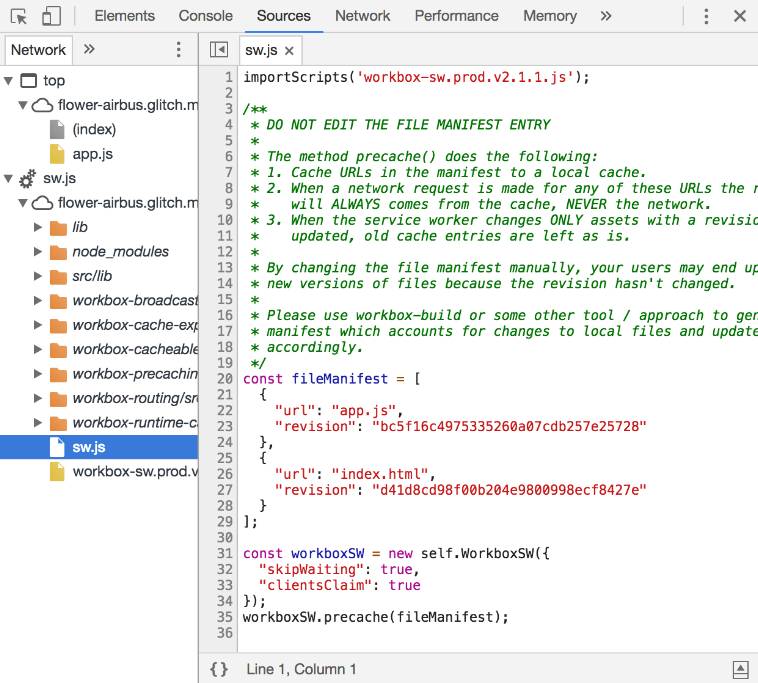 Elements Console Sources Network Performance Memory »
Network »
sw.js
top
flower-airbus.glitch.m
(index)
app.js
sw.js
flower-airbus.glitch.m
lib
node_modules
src/lib
workbox-broadcast
workbox-cache-exp
workbox-cacheable
workbox-precachin
workbox-routing/sr
workbox-runtime-c
sw.js
workbox-sw.prod.v
1 importScripts('workbox-sw.prod.v2.1.1.js');
2
3 /**
4  * DO NOT EDIT THE FILE MANIFEST ENTRY
5  *
6  * The method precache() does the following:
7  * 1. Cache URLs in the manifest to a local cache.
8  * 2. When a network request is made for any of these URLs the r
9  *    will ALWAYS comes from the cache, NEVER the network.
10  * 3. When the service worker changes ONLY assets with a revisio
11  *    updated, old cache entries are left as is.
12  *
13  * By changing the file manifest manually, your users may end up
14  * new versions of files because the revision hasn't changed.
15  *
16  * Please use workbox-build or some other tool / approach to gen
17  * manifest which accounts for changes to local files and update
18  * accordingly.
19  */
20 const fileManifest = [
21   {
22     "url": "app.js",
23     "revision": "bc5f16c4975335260a07cdb257e25728"
24   },
25   {
26     "url": "index.html",
27     "revision": "d41d8cd98f00b204e9800998ecf8427e"
28   }
29 ];
30
31 const workboxSW = new self.WorkboxSW({
32   "skipWaiting": true,
33   "clientsClaim": true
34 });
35 workboxSW.precache(fileManifest);
36
{} Line 1, Column 1